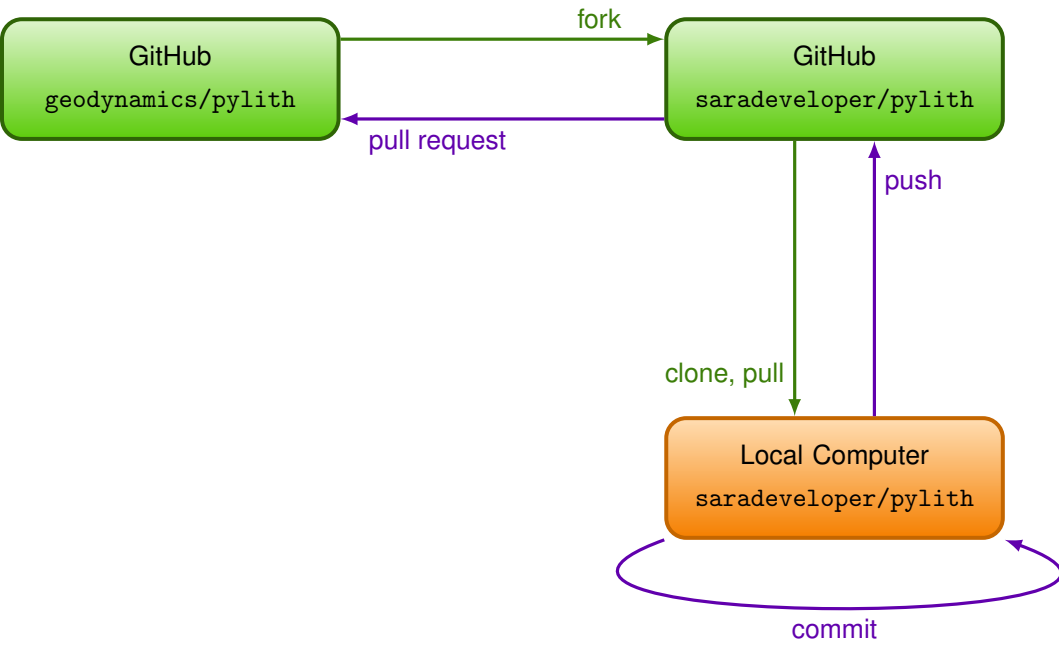 fork
GitHub
geodynamics/pylith
GitHub
saradeveloper/pylith
pull request
push
clone, pull
Local Computer
saradeveloper/pylith
commit